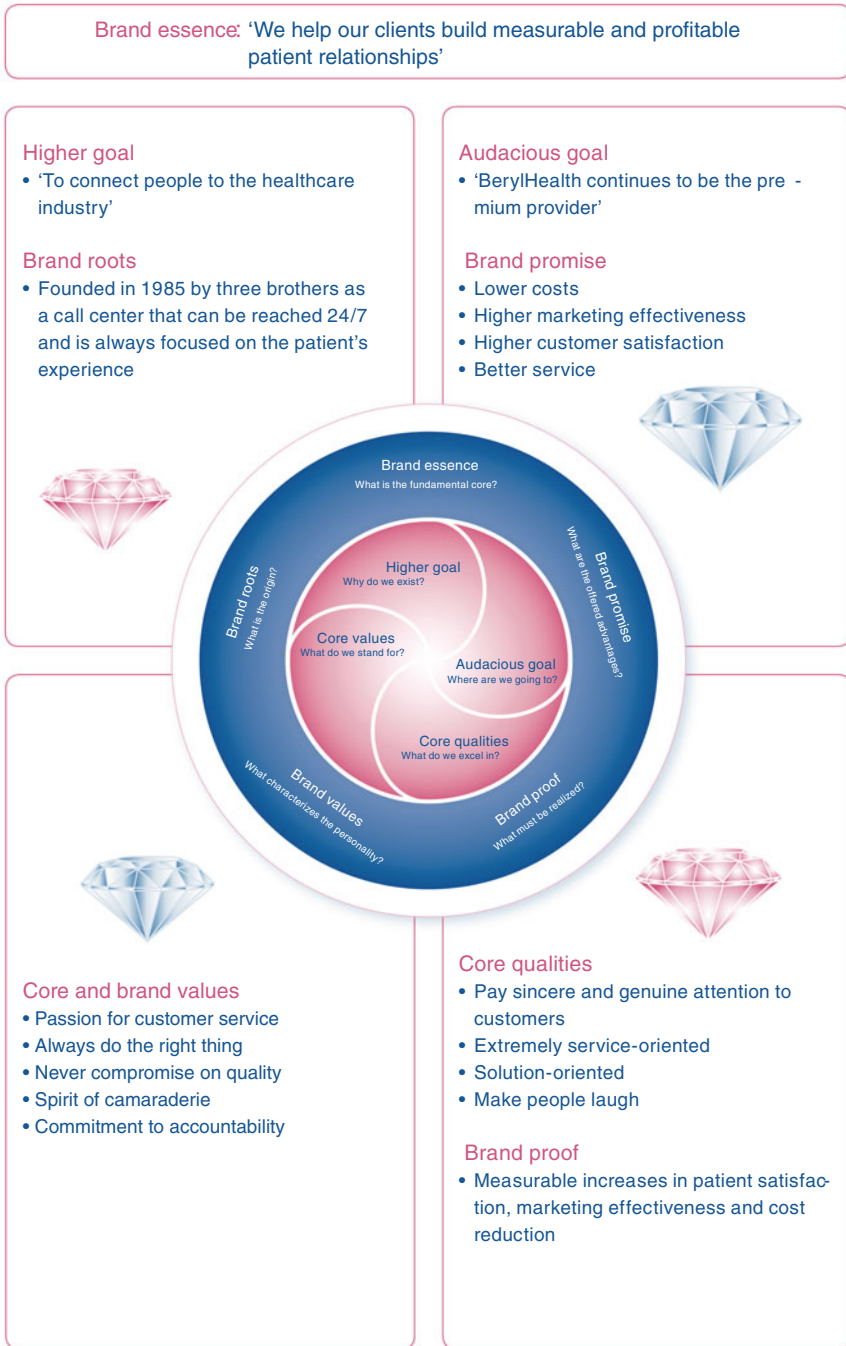 Brand essence: ‘We help our clients build measurable and profitable
patient relationships’
Higher goal
• ‘To connect people to the healthcare
industry’
Brand roots
• Founded in 1985 by three brothers as
a call center that can be reached 24/7
and is always focused on the patient’s
experience
Audacious goal
• ‘BerylHealth continues to be the pre -
mium provider’
Brand promise
• Lower costs
• Higher marketing effectiveness
• Higher customer satisfaction
• Better service
Brand essence
What is the fundamental core?
Brand roots
What is the origin?
Brand promise
What are the offered advantages?
Higher goal
Why do we exist?
Core values
What do we stand for?
Audacious goal
Where are we going to?
Core qualities
What do we excel in?
Brand values
What characterizes the personality?
Brand proof
What must be realized?
Core and brand values
• Passion for customer service
• Always do the right thing
• Never compromise on quality
• Spirit of camaraderie
• Commitment to accountability
Core qualities
• Pay sincere and genuine attention to
customers
• Extremely service-oriented
• Solution-oriented
• Make people laugh
Brand proof
• Measurable increases in patient satisfac-
tion, marketing effectiveness and cost
reduction